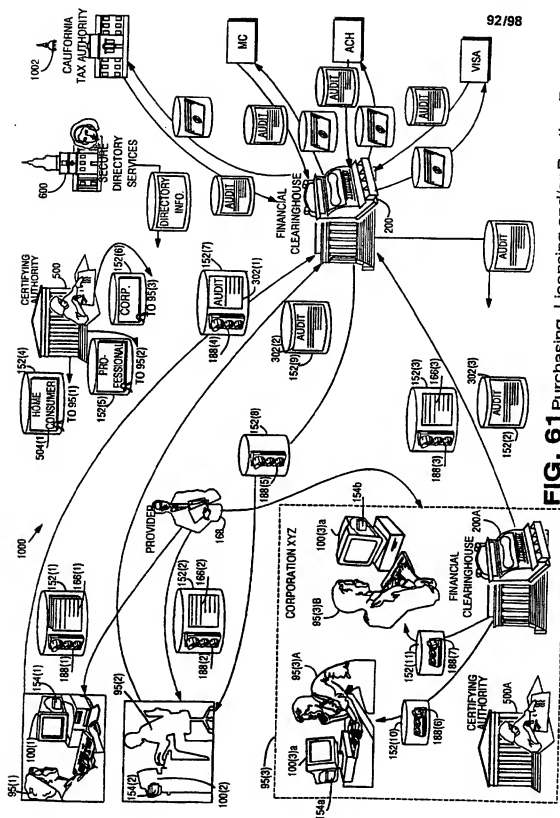 92/98
1000
95(1)
100(1)
154(1)
188(1)
152(1)
166(1)
95(2)
154(2)
100(2)
188(2)
152(2)
166(2)
PROVIDER
168
152(8)
188(5)
152(4)
HOME
CONSUMER
504(1)
TO 95(1)
152(5)
PRO-
FESSIONAL
TO 95(2)
CERTIFYING
AUTHORITY
500
152(6)
CORP.
TO 95(3)
600
SECURE
DIRECTORY
SERVICES
DIRECTORY
INFO.
1002
CALIFORNIA
TAX AUTHORITY
AUDIT
152(7)
188(4)
302(1)
AUDIT
302(2)
152(9)
AUDIT
FINANCIAL
CLEARINGHOUSE
200
MC
ACH
VISA
AUDIT
AUDIT
AUDIT
AUDIT
AUDIT
152(3)
166(3)
188(3)
302(3)
152(2)
AUDIT
95(3)
CORPORATION XYZ
100(3)a
154a
95(3)A
95(3)B
100(3)a
154b
152(10)
188(6)
152(11)
188(7)
CERTIFYING
AUTHORITY
500A
FINANCIAL
CLEARINGHOUSE
200A
FIG. 61 Purchasing, Licensing and/or